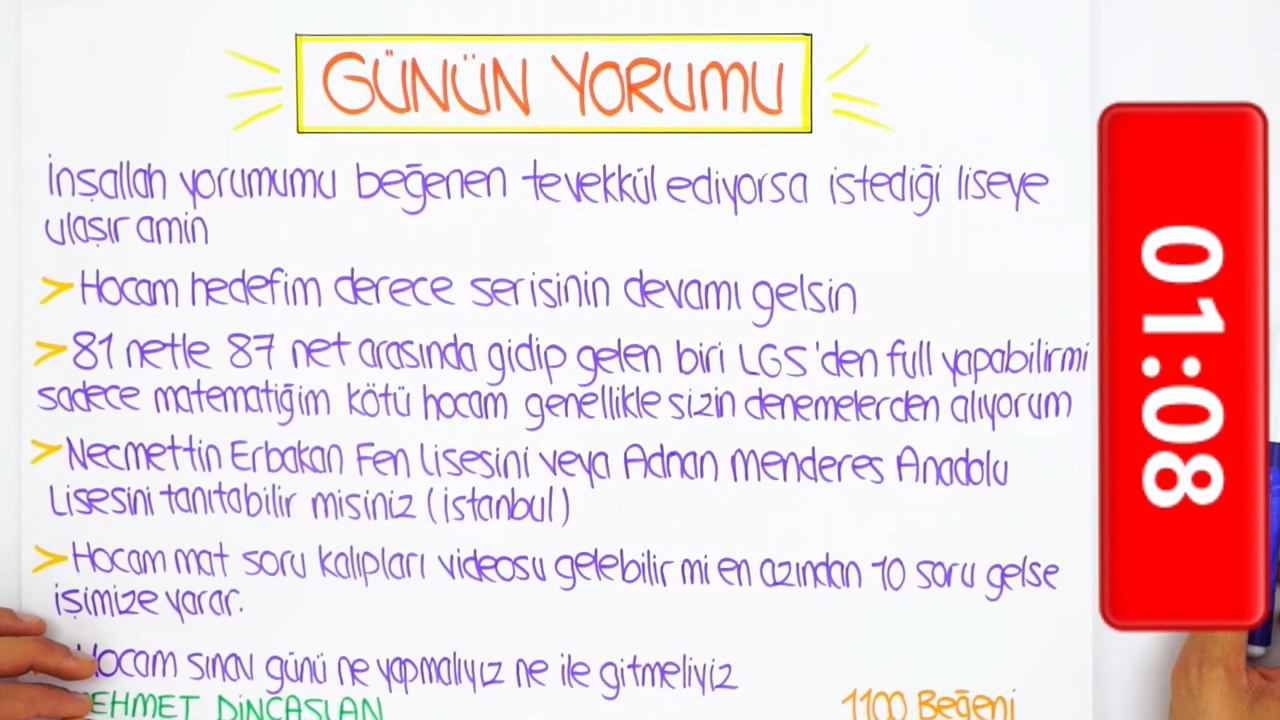 GÜNÜN YORUMU
İnşallah yorumumu beğenen tevekkül ediyorsa istediği liseye
ulaşır amin
> Hocam hedefim derece serisinin devamı gelsin
> 81 netle 87 net arasında gidip gelen biri LGS'den full yapabilirmi
sadece matematiğim kötü hocam genellikle sizin denemelerden alıyorum
> Necmettin Erbakan Fen Lisesini veya Adnan Menderes Anadolu
Lisesini tanıtabilir misiniz (istanbul)
> Hocam mat soru kalıpları videosu gelebilir mi en azından 10 soru gelse
işimize yarar.
Hocam sınav günü ne yapmalıyız ne ile gitmeliyiz
EHMET DİNÇASLAN
1100 Beğeni
01:08